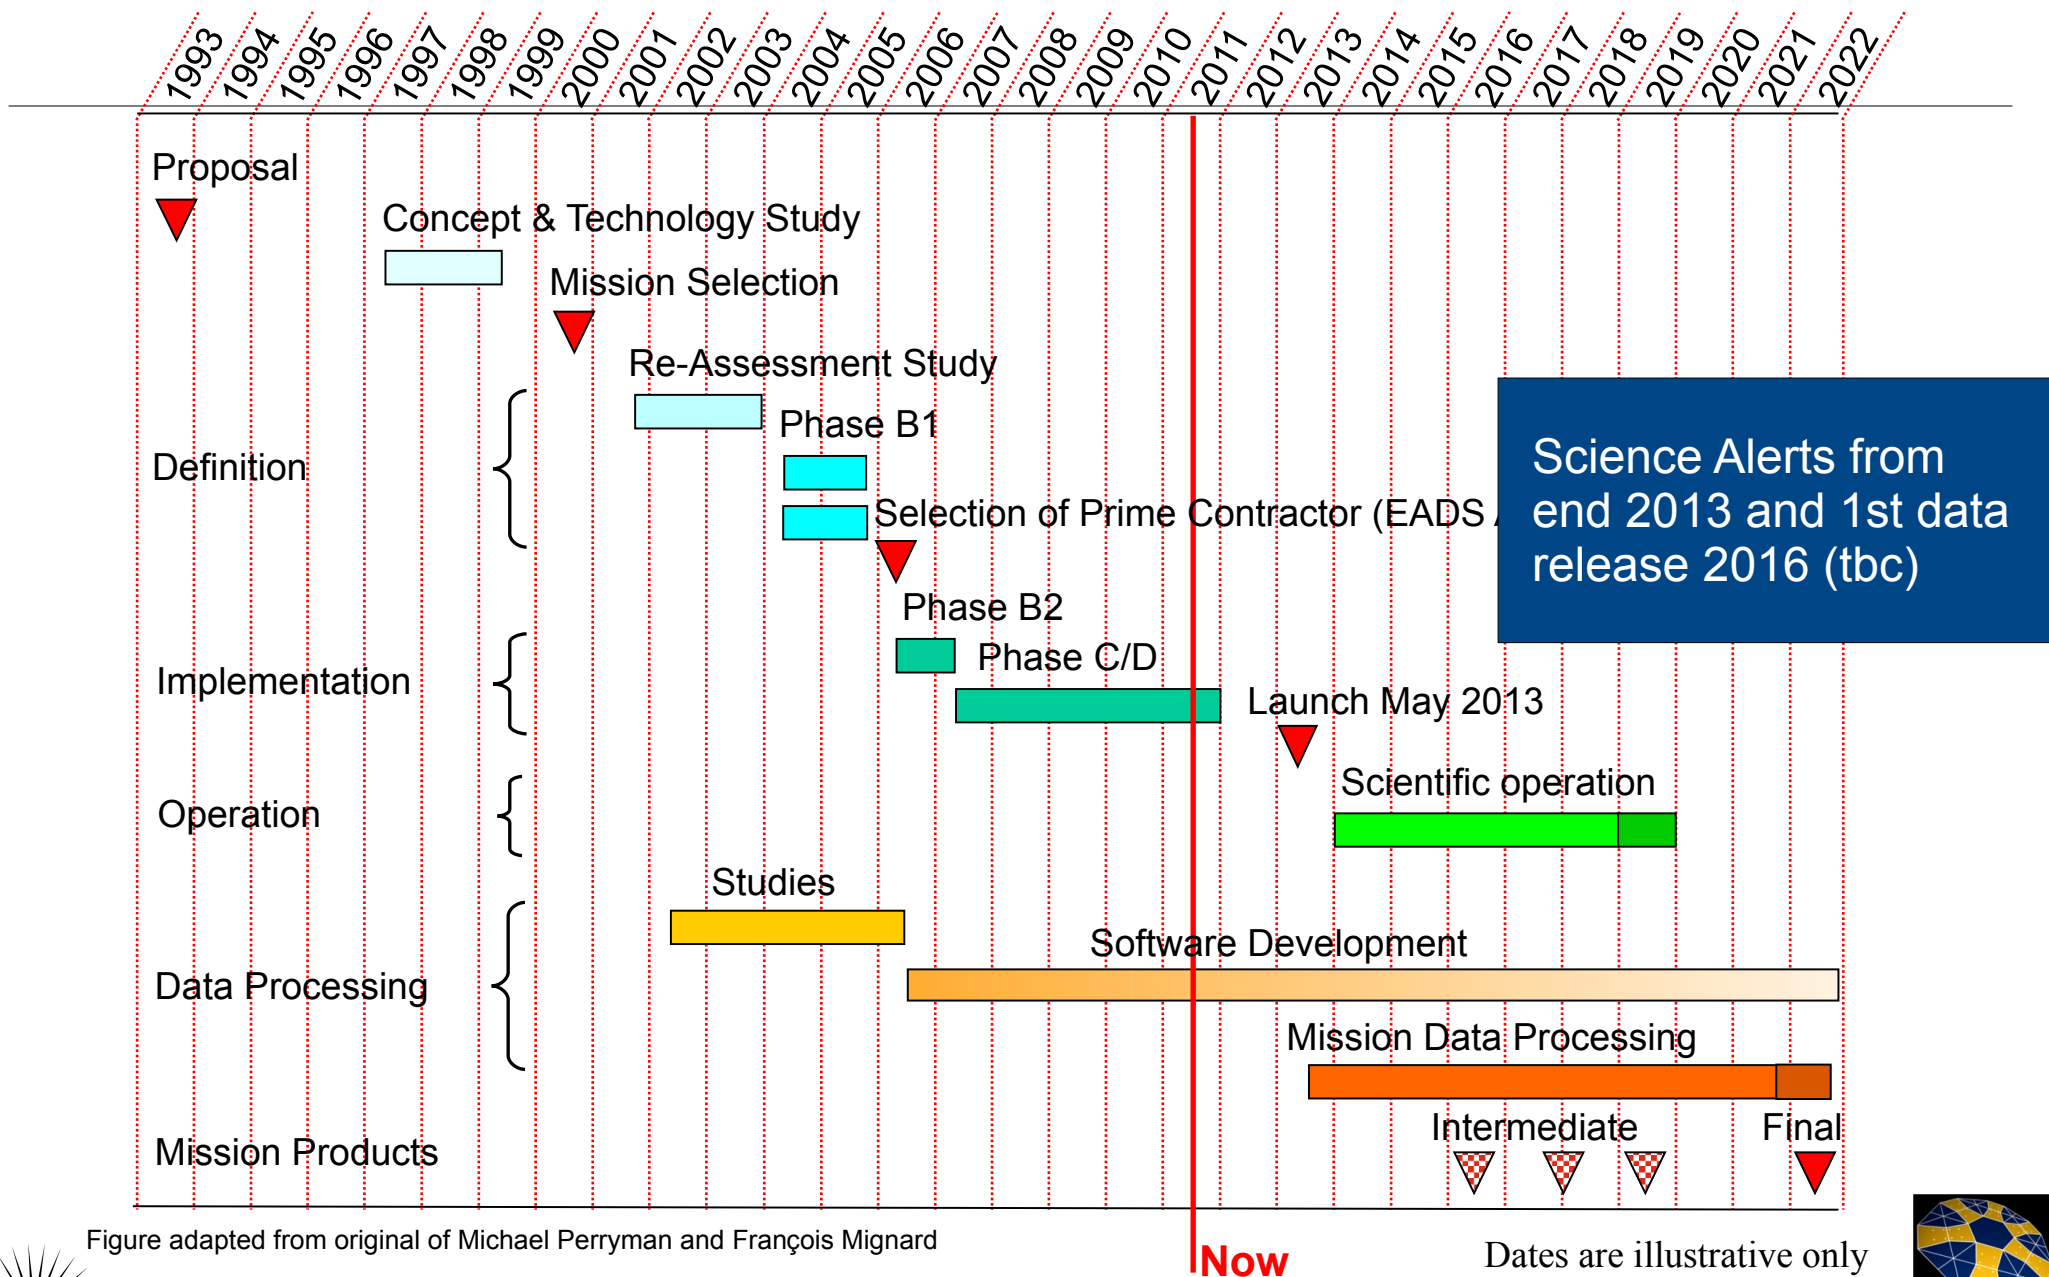 1993 1994 1995 1996 1997 1998 1999 2000 2001 2002 2003 2004 2005 2006 2007 2008 2009 2010 2011 2012 2013 2014 2015 2016 2017 2018 2019 2020 2021 2022
Proposal
Concept & Technology Study
Mission Selection
Re-Assessment Study
Phase B1
Definition
Selection of Prime Contractor (EADS
Science Alerts from
end 2013 and 1st data
release 2016 (tbc)
Phase B2
Phase C/D
Implementation
Launch May 2013
Scientific operation
Operation
Studies
Software Development
Data Processing
Mission Data Processing
Intermediate Final
Mission Products
Figure adapted from original of Michael Perryman and François Mignard
Now
Dates are illustrative only